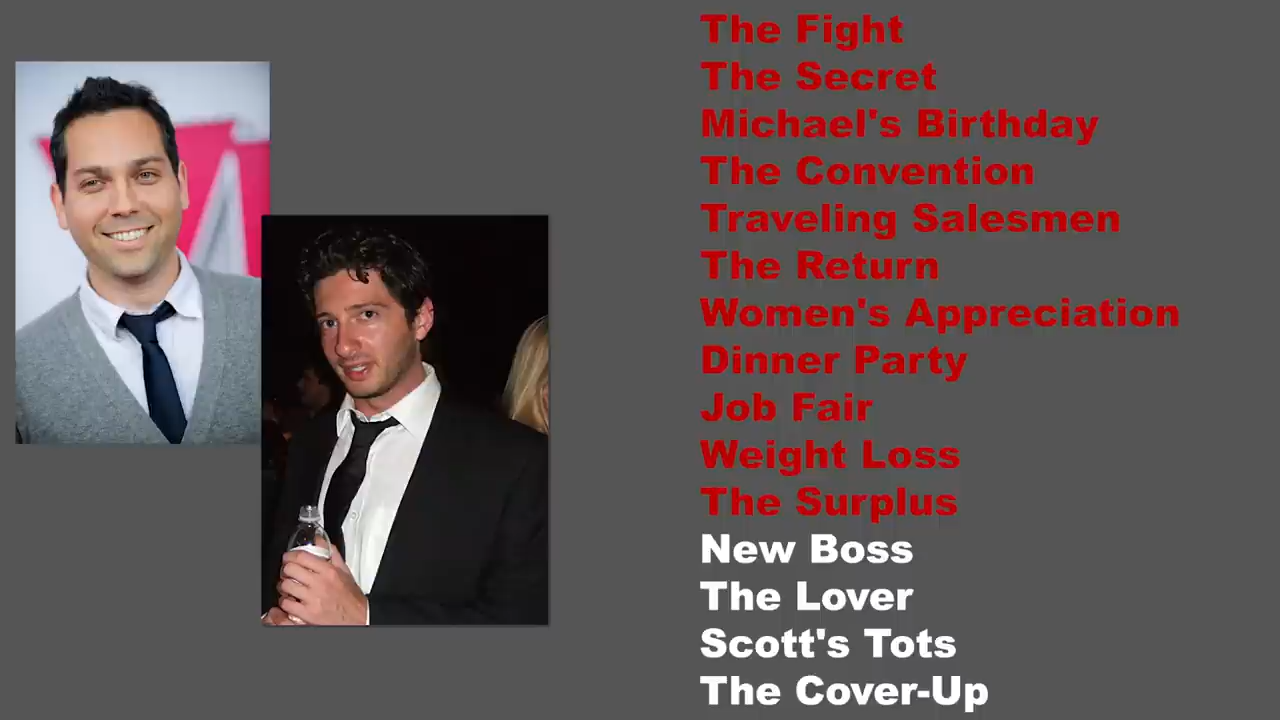 The Fight
The Secret
Michael's Birthday
The Convention
Traveling Salesmen
The Return
Women's Appreciation
Dinner Party
Job Fair
Weight Loss
The Surplus
New Boss
The Lover
Scott's Tots
The Cover-Up